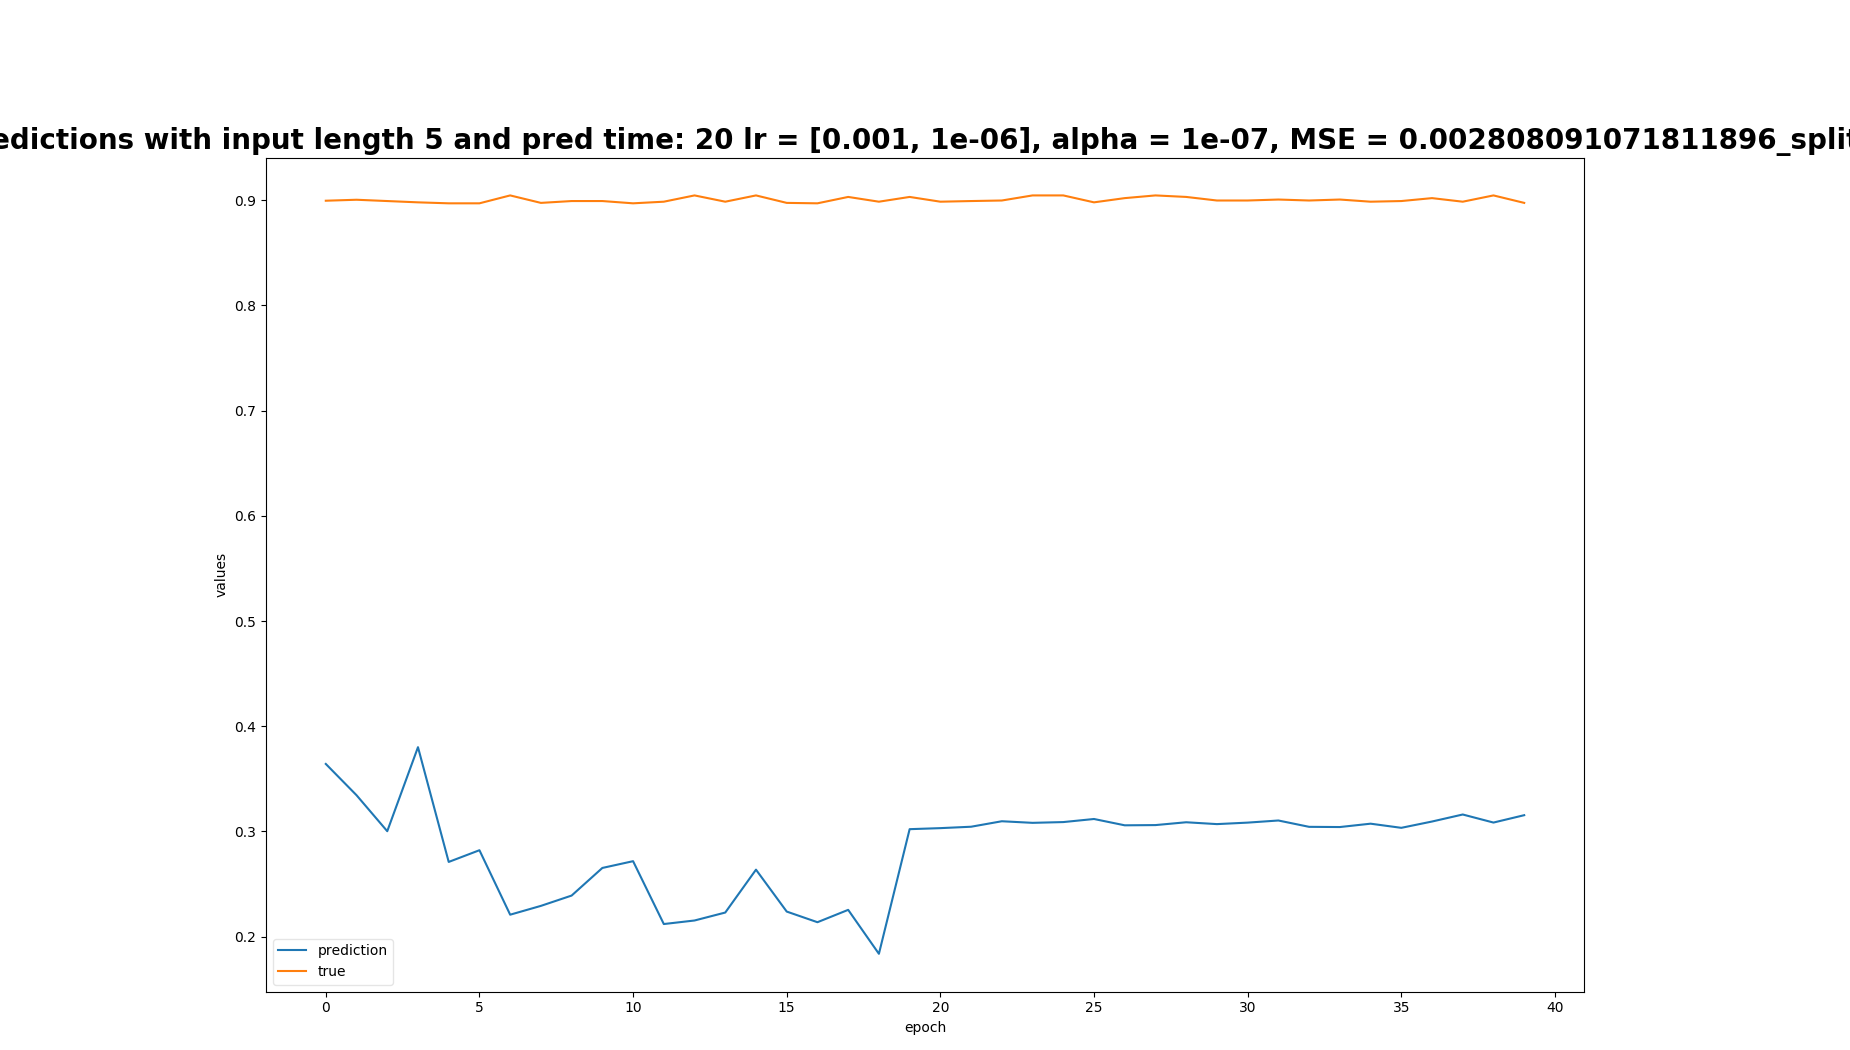 edictions with input length 5 and pred time: 20 lr = [0.001, 1e-06], alpha = 1e-07, MSE = 0.002808091071811896_split
0.9
0.8
0.7
0.6
0.5
0.4
0.3
0.2
values
prediction
true
0 5 10 15 20 25 30 35 40
epoch